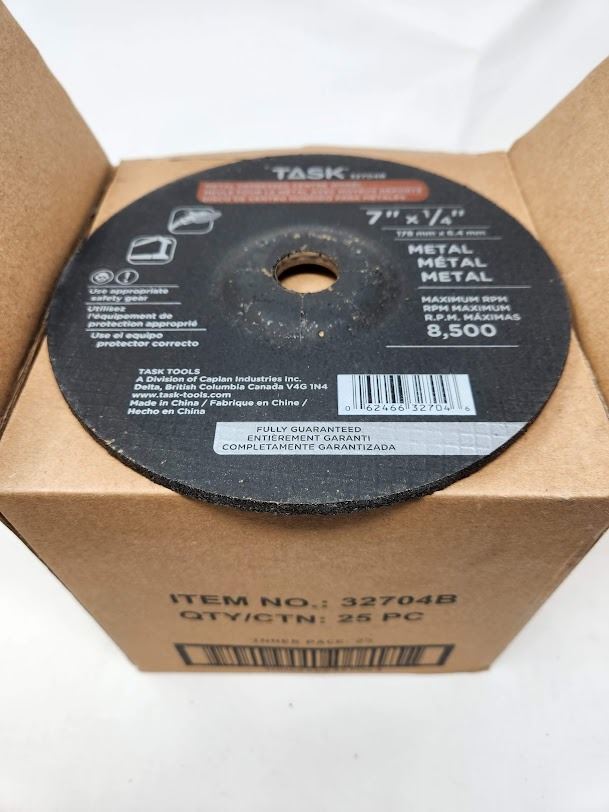 TASK 32704B
7" x 1/4"
178 mm x 6.4 mm
METAL
MÉTAL
METAL
MAXIMUM RPM
RPM MAXIMUM
R.P.M. MÁXIMAS
8,500
Use appropriate
safety gear
Utilisez
l'équipement de
protection approprié
Use el equipo
protector correcto
TASK TOOLS
A Division of Caplan Industries Inc.
Delta, British Columbia Canada V4G 1N4
www.task-tools.com
Made in China / Fabriqué en Chine /
Hecho en China
0 62466 32704 6
FULLY GUARANTEED
ENTIÈREMENT GARANTI
COMPLETAMENTE GARANTIZADA
ITEM NO.: 32704B
QTY/CTN: 25 PC
INNER PACK: 25